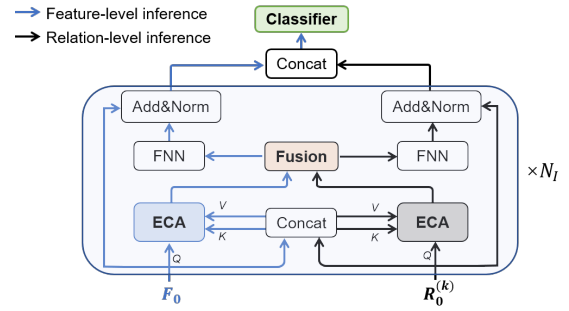 Feature-level inference
Relation-level inference
Classifier
Concat
Add&Norm
Add&Norm
FNN
Fusion
FNN
×N_I
ECA
V
K
Concat
V
K
ECA
Q
Q
F_0
R_0^{(k)}